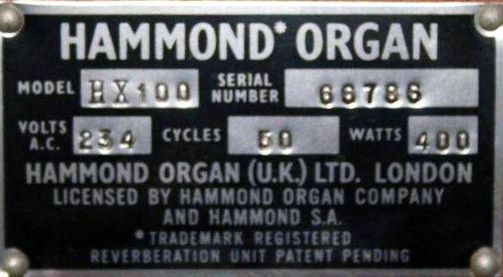 HAMMOND* ORGAN
MODEL HX100 SERIAL NUMBER 66786
VOLTS A.C. 234 CYCLES 50 WATTS 400
HAMMOND ORGAN (U.K.) LTD. LONDON
LICENSED BY HAMMOND ORGAN COMPANY
AND HAMMOND S.A.
*TRADEMARK REGISTERED
REVERBERATION UNIT PATENT PENDING